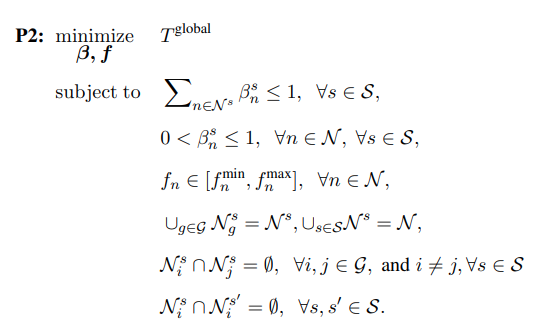 P2: minimize T^global
β, f
subject to ∑_{n∈𝒩^s} β_n^s ≤ 1, ∀s ∈ 𝒮,
0 < β_n^s ≤ 1, ∀n ∈ 𝒩, ∀s ∈ 𝒮,
f_n ∈ [f_n^min, f_n^max], ∀n ∈ 𝒩,
∪_{g∈𝒢} 𝒩_g^s = 𝒩^s, ∪_{s∈𝒮} 𝒩^s = 𝒩,
𝒩_i^s ∩ 𝒩_j^s = ∅, ∀i, j ∈ 𝒢, and i ≠ j, ∀s ∈ 𝒮
𝒩_i^s ∩ 𝒩_i^{s'} = ∅, ∀s, s' ∈ 𝒮.